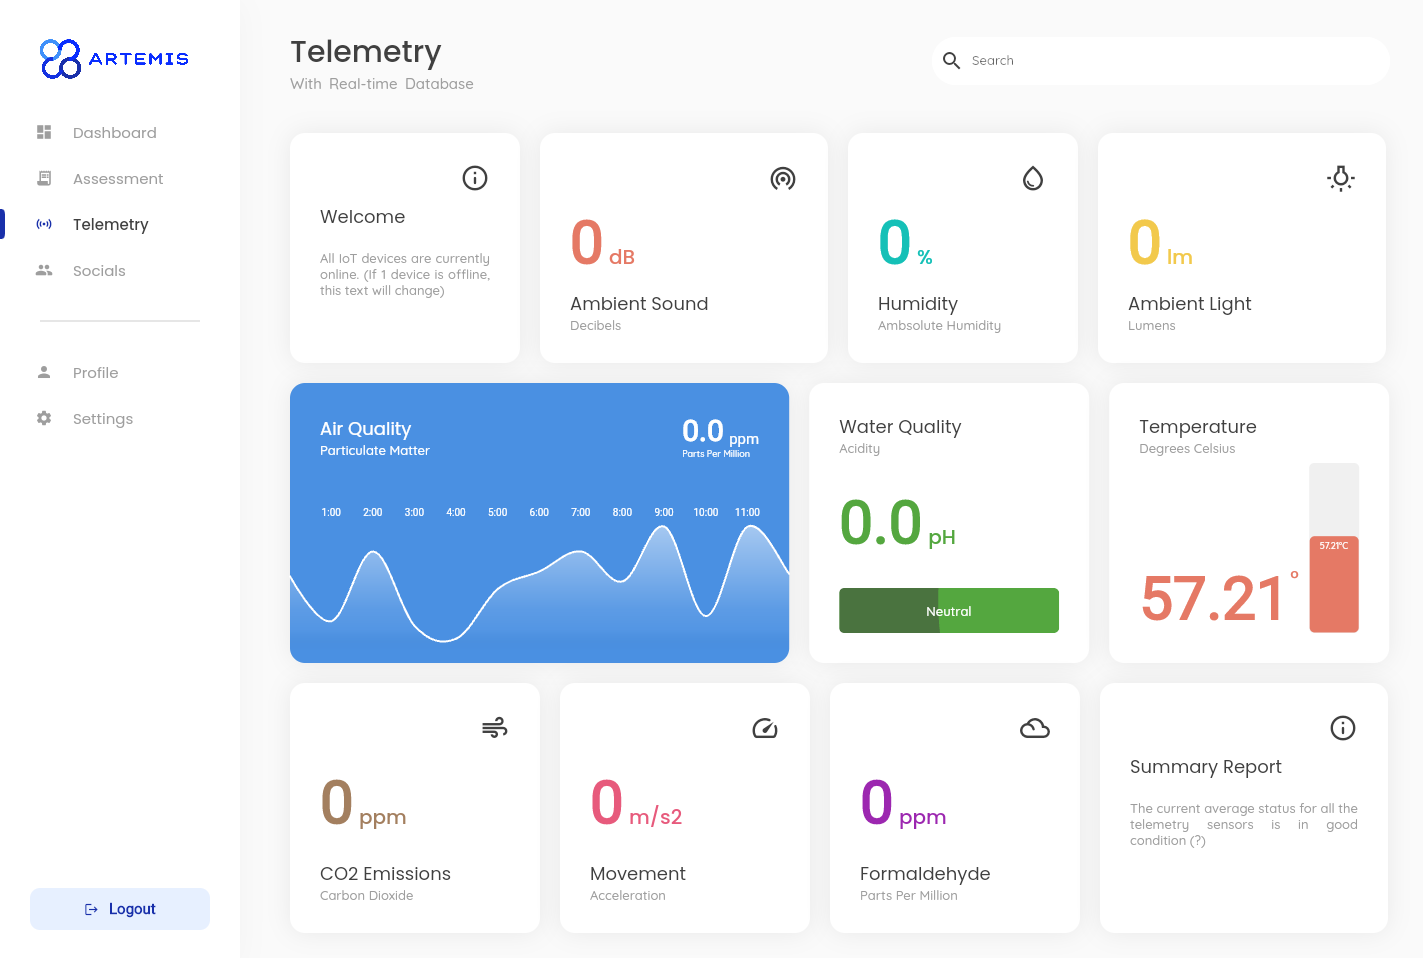 ARTEMIS
Dashboard
Assessment
Telemetry
Socials
Profile
Settings
Logout
Telemetry
With Real-time Database
Search
Welcome
All IoT devices are currently
online. (If 1 device is offline,
this text will change)
0 dB
Ambient Sound
Decibels
0 %
Humidity
Ambsolute Humidity
0 lm
Ambient Light
Lumens
Air Quality
Particulate Matter
0.0 ppm
Parts Per Million
1:00 2:00 3:00 4:00 5:00 6:00 7:00 8:00 9:00 10:00 11:00
Water Quality
Acidity
0.0 pH
Neutral
Temperature
Degrees Celsius
57.21°C
57.21°
0 ppm
CO2 Emissions
Carbon Dioxide
0 m/s2
Movement
Acceleration
0 ppm
Formaldehyde
Parts Per Million
Summary Report
The current average status for all the
telemetry sensors is in good
condition (?)